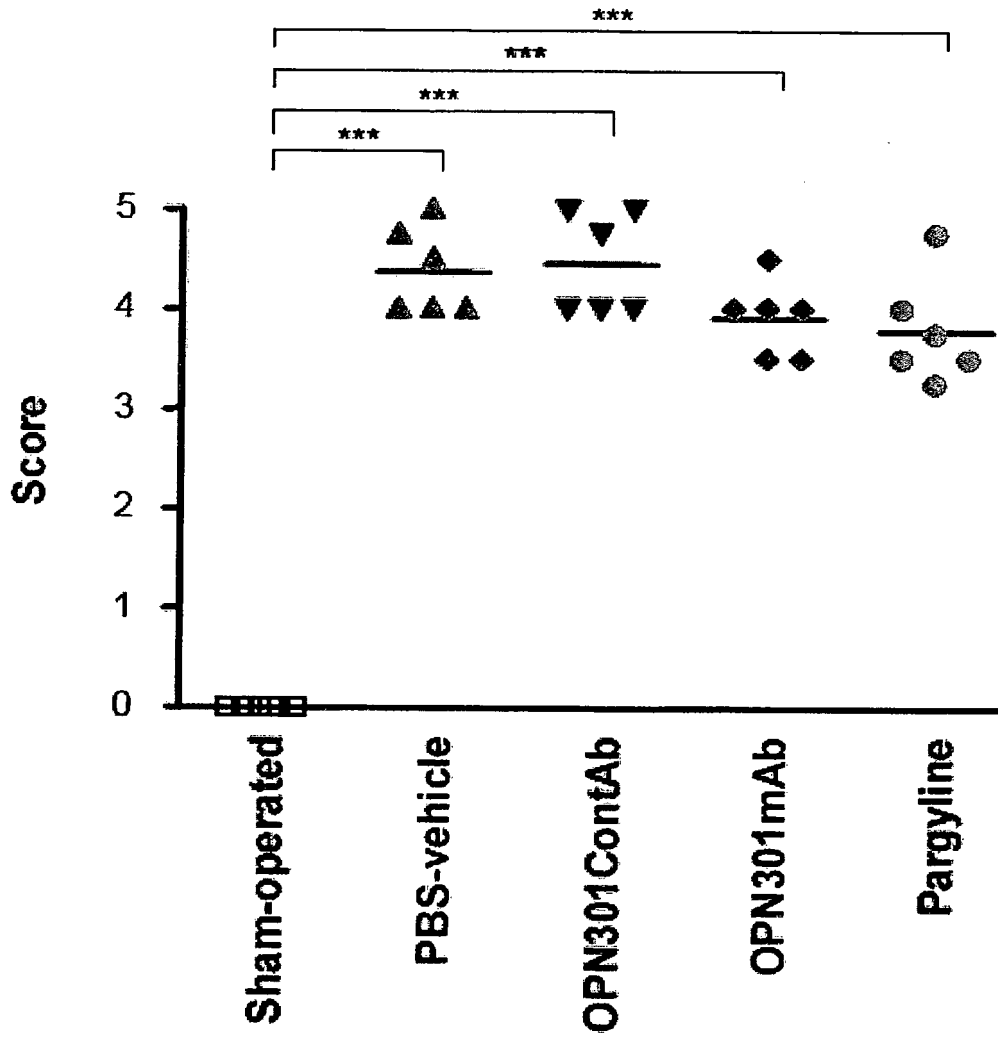 ***
***
***
***
5
4
3
2
1
0
Score
Sham-operated
PBS-vehicle
OPN301ContAb
OPN301mAb
Pargyline